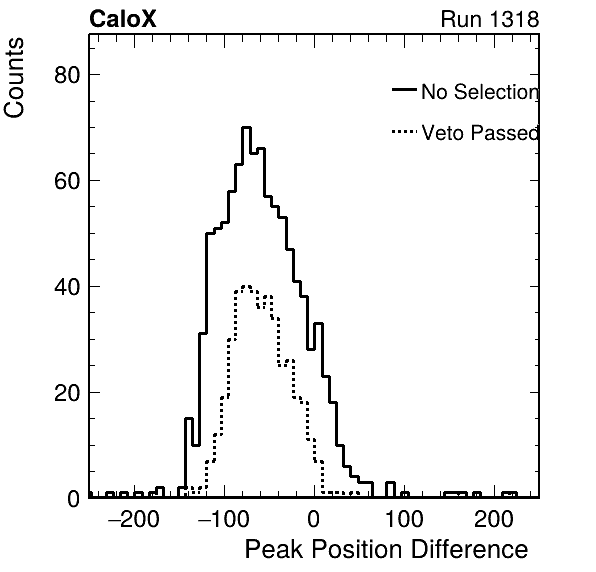 CaloX Run 1318
Counts
80
60
40
20
0
No Selection
Veto Passed
−200 −100 0 100 200
Peak Position Difference